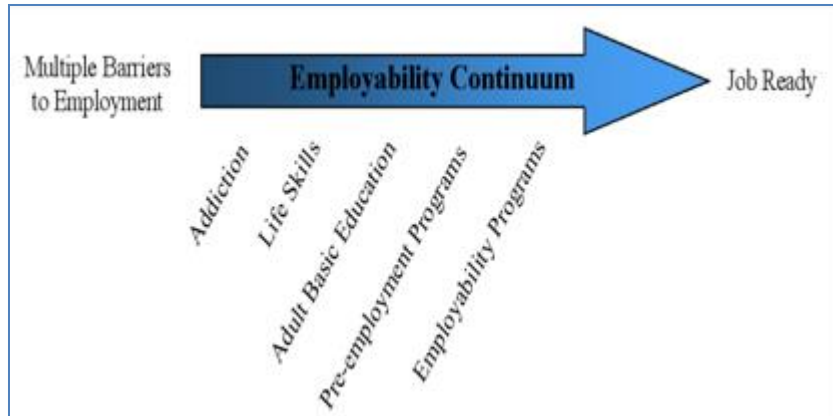 Multiple Barriers
to Employment
Employability Continuum
Job Ready
Addiction
Life Skills
Adult Basic Education
Pre-employment Programs
Employability Programs